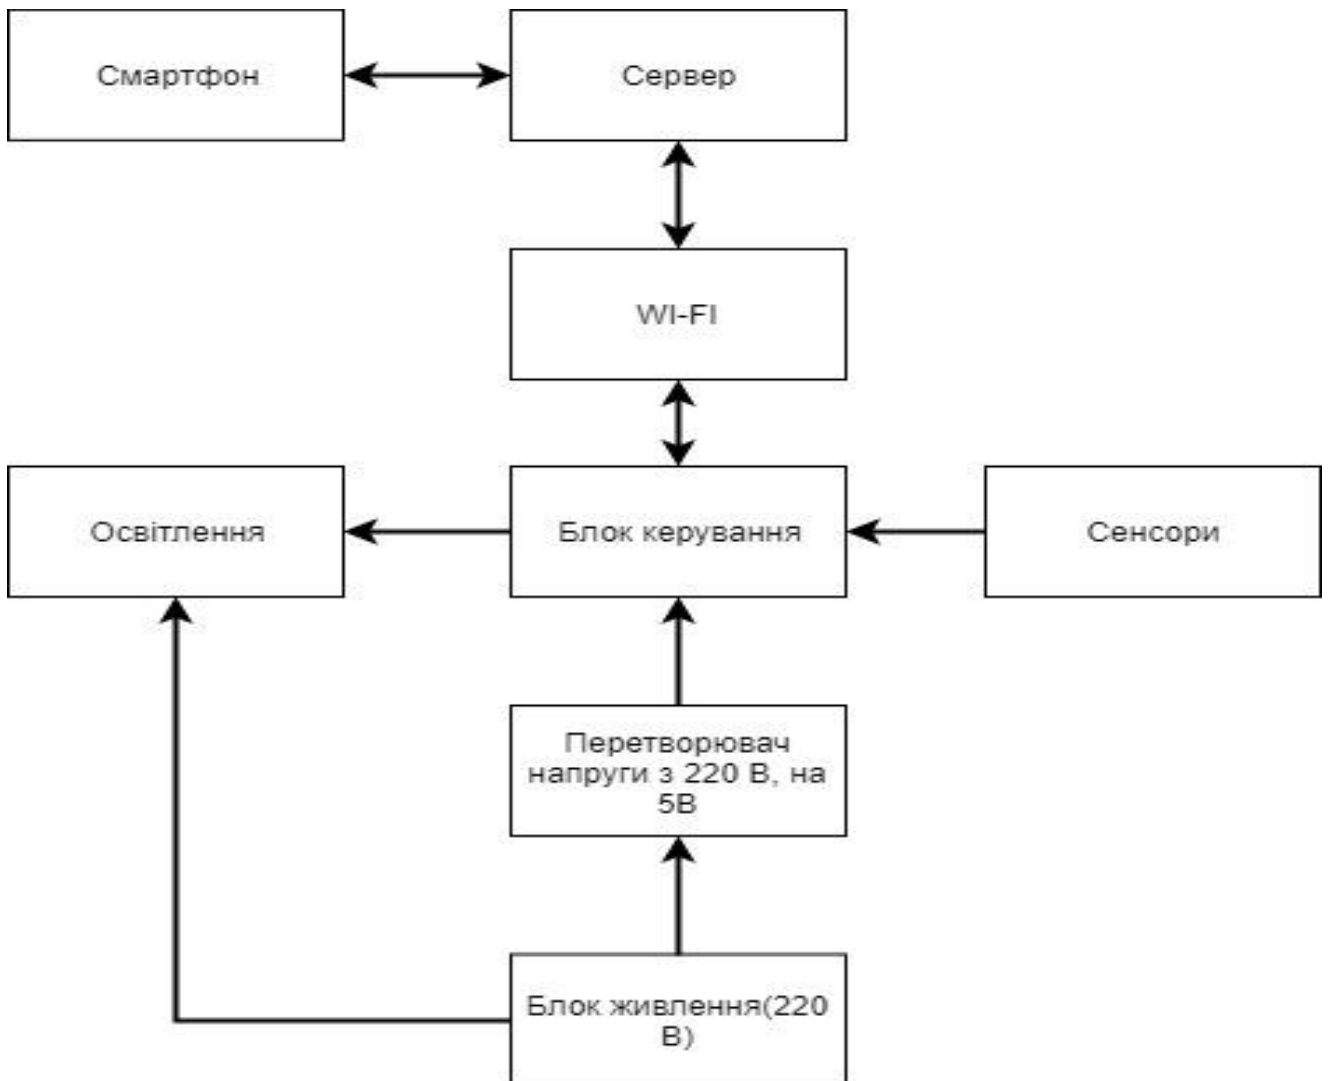 Смартфон
Сервер
WI-FI
Освітлення
Блок керування
Сенсори
Перетворювач
напруги з 220 В, на
5В
Блок живлення(220
В)